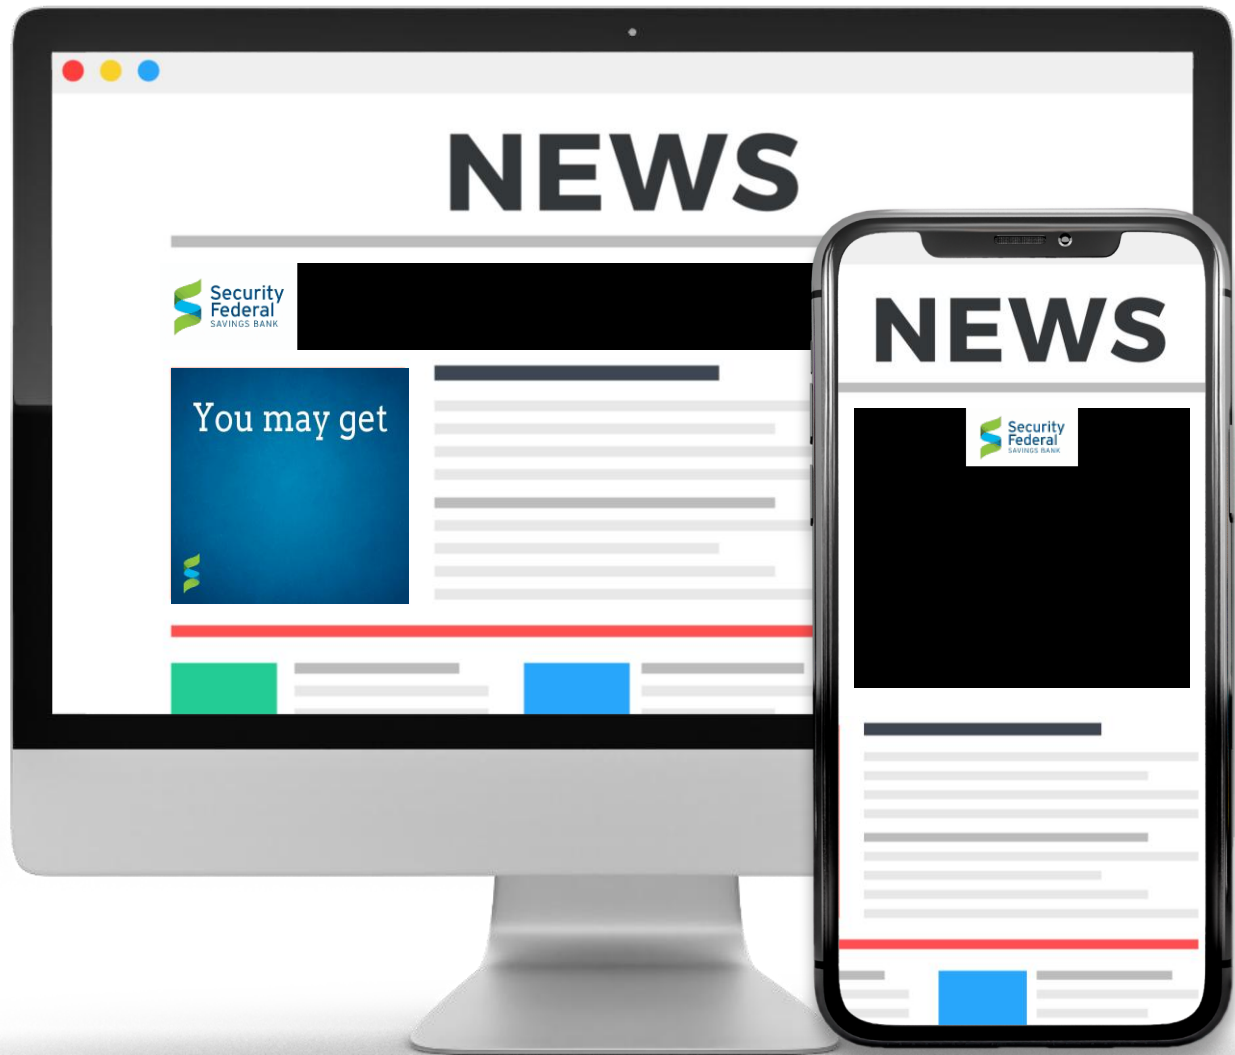 NEWS
Security
Federal
SAVINGS BANK
You may get
NEWS
Security
Federal
SAVINGS BANK